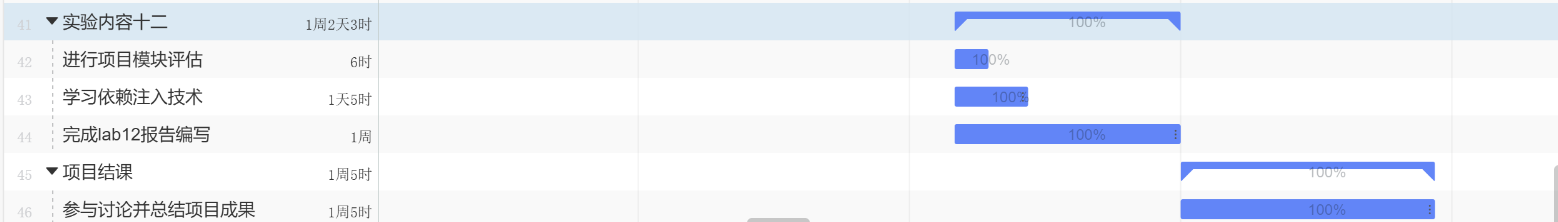 41 实验内容十二 1周2天3时 100%
42 进行项目模块评估 6时 100%
43 学习依赖注入技术 1天5时 100%
44 完成lab12报告编写 1周 100%
45 项目结课 1周5时 100%
46 参与讨论并总结项目成果 1周5时 100%